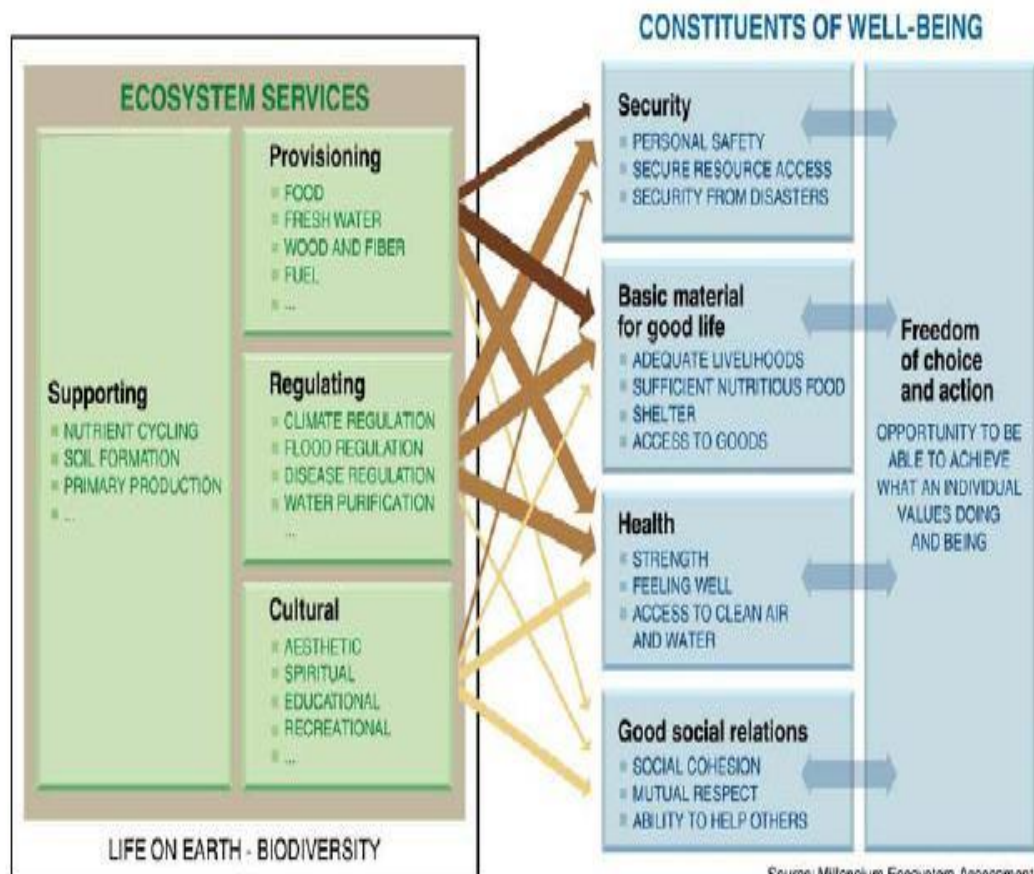 CONSTITUENTS OF WELL-BEING
ECOSYSTEM SERVICES
Supporting
NUTRIENT CYCLING
SOIL FORMATION
PRIMARY PRODUCTION
...
Provisioning
FOOD
FRESH WATER
WOOD AND FIBER
FUEL
...
Regulating
CLIMATE REGULATION
FLOOD REGULATION
DISEASE REGULATION
WATER PURIFICATION
...
Cultural
AESTHETIC
SPIRITUAL
EDUCATIONAL
RECREATIONAL
...
LIFE ON EARTH - BIODIVERSITY
Security
PERSONAL SAFETY
SECURE RESOURCE ACCESS
SECURITY FROM DISASTERS
Basic material
for good life
ADEQUATE LIVELIHOODS
SUFFICIENT NUTRITIOUS FOOD
SHELTER
ACCESS TO GOODS
Health
STRENGTH
FEELING WELL
ACCESS TO CLEAN AIR
AND WATER
Good social relations
SOCIAL COHESION
MUTUAL RESPECT
ABILITY TO HELP OTHERS
Freedom
of choice
and action
OPPORTUNITY TO BE
ABLE TO ACHIEVE
WHAT AN INDIVIDUAL
VALUES DOING
AND BEING
Source: Millennium Ecosystem Assessment